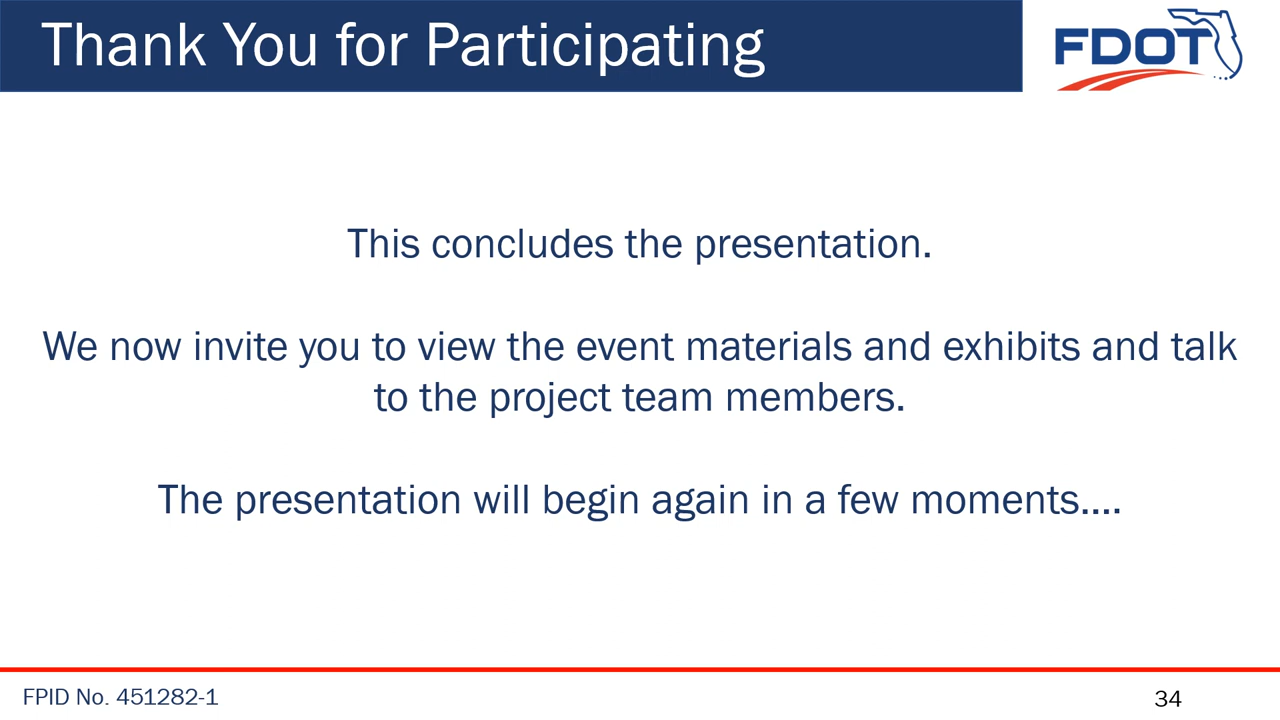 Thank You for Participating
FDOT
This concludes the presentation.
We now invite you to view the event materials and exhibits and talk
to the project team members.
The presentation will begin again in a few moments....
FPID No. 451282-1
34